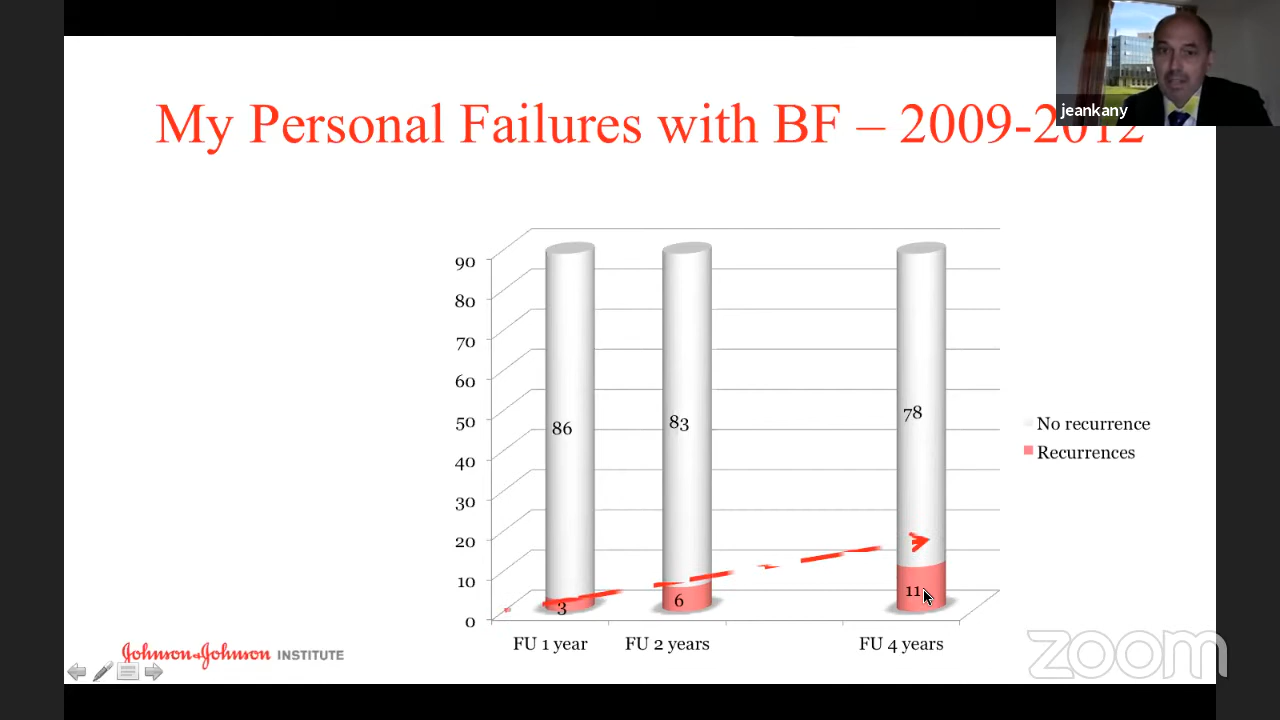 jeankany
My Personal Failures with BF – 2009-2012
90
80
70
60
50
40
30
20
10
0
86
83
78
3
6
11
No recurrence
Recurrences
FU 1 year
FU 2 years
FU 4 years
Johnson & Johnson INSTITUTE
zoom